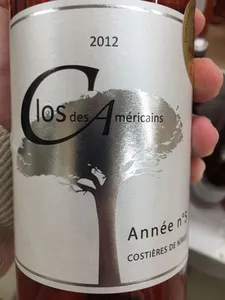 2012
Clos des Américains
Année n°5
COSTIÈRES DE